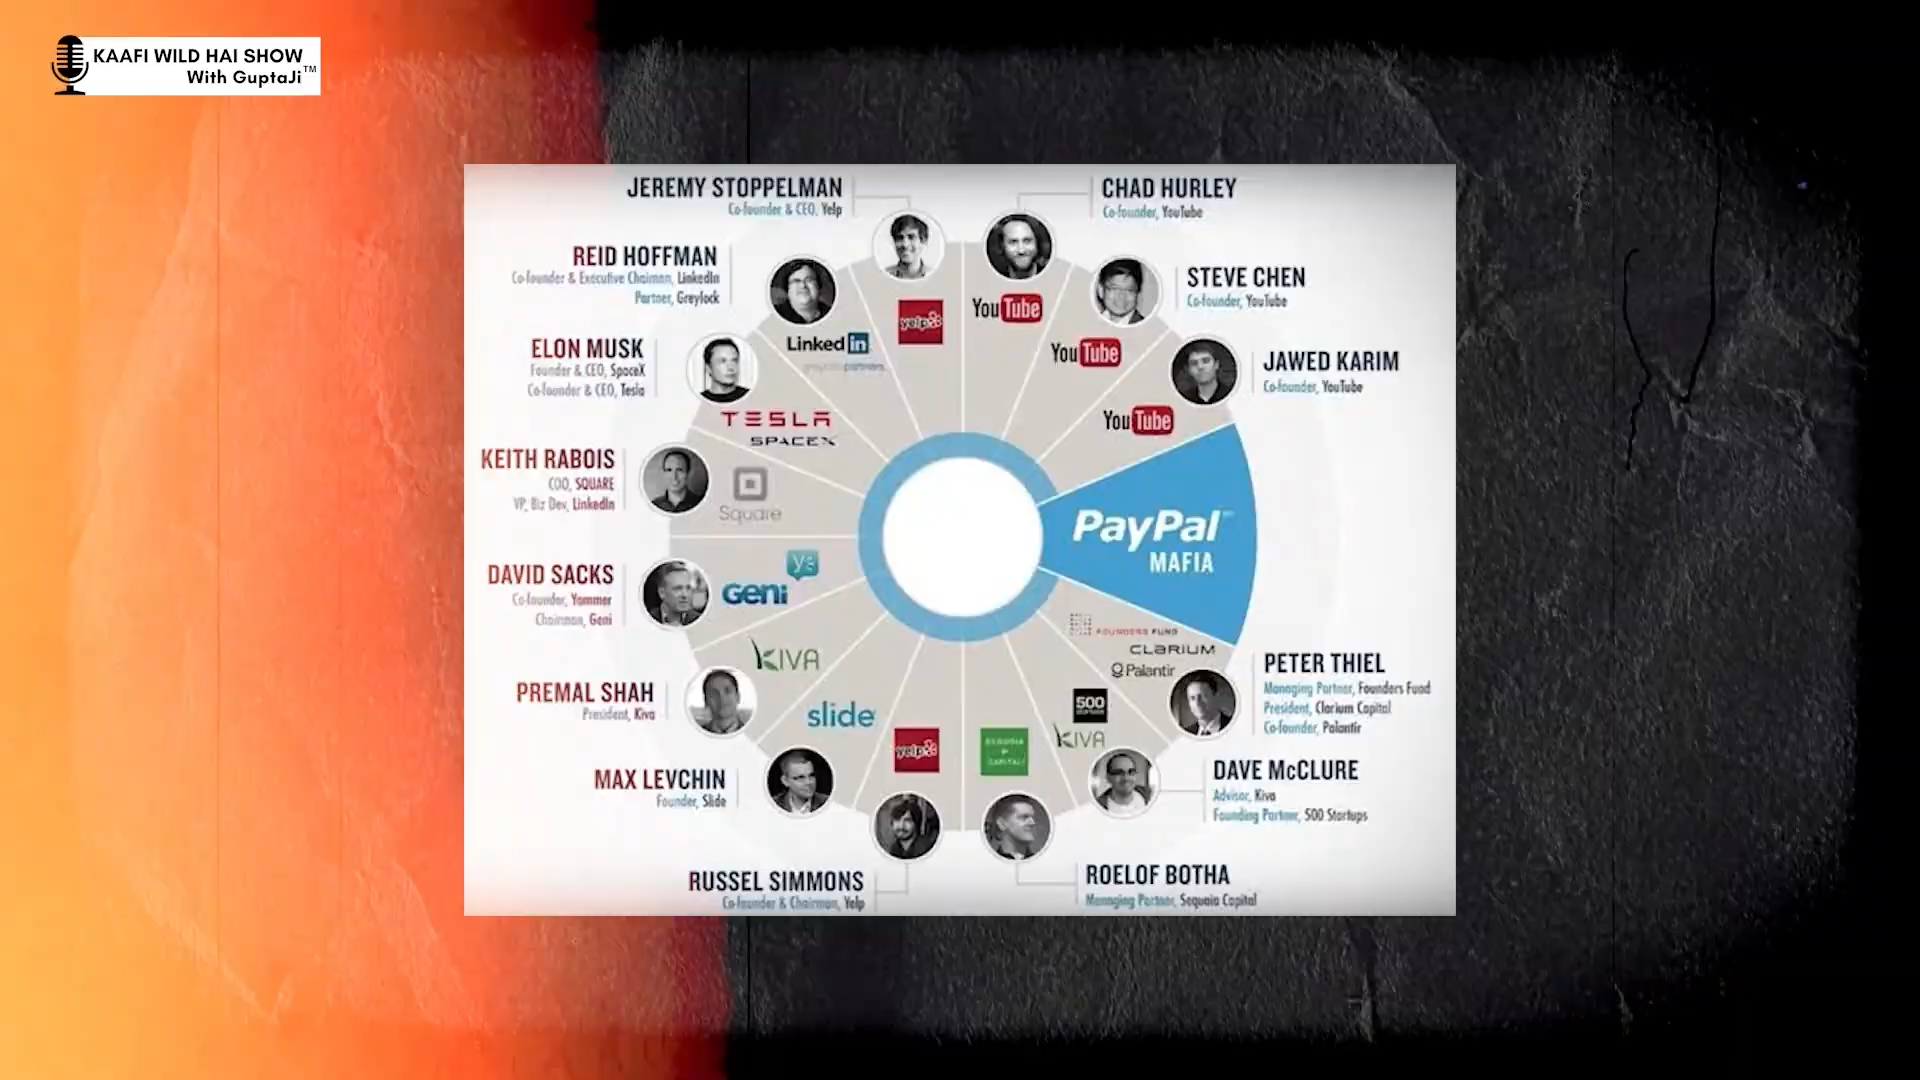 KAAFI WILD HAI SHOW
With GuptaJi™
JEREMY STOPPELMAN
Co-founder & CEO, Yelp
CHAD HURLEY
Co-founder, YouTube
REID HOFFMAN
Co-founder & Executive Chairman, LinkedIn
Partner, Greylock
STEVE CHEN
Co-founder, YouTube
ELON MUSK
Founder & CEO, SpaceX
Co-founder & CEO, Tesla
JAWED KARIM
Co-founder, YouTube
KEITH RABOIS
COO, SQUARE
VP, Biz Dev, LinkedIn
DAVID SACKS
Co-founder, Yammer
Chairman, Geni
PREMAL SHAH
President, Kiva
MAX LEVCHIN
Founder, Slide
RUSSEL SIMMONS
Co-founder & Chairman, Yelp
ROELOF BOTHA
Managing Partner, Sequoia Capital
DAVE McCLURE
Advisor, Kiva
Founding Partner, 500 Startups
PETER THIEL
Managing Partner, Founders Fund
President, Clarium Capital
Co-founder, Palantir
yelp
YouTube
Linked in
greylock partners
YouTube
TESLA
SPACEX
YouTube
Square
PayPal
MAFIA
y
GENI
KIVA
slide
yelp
SEQUOIA
CAPITAL
KIVA
500
FOUNDERS FUND
CLARIUM
Palantir